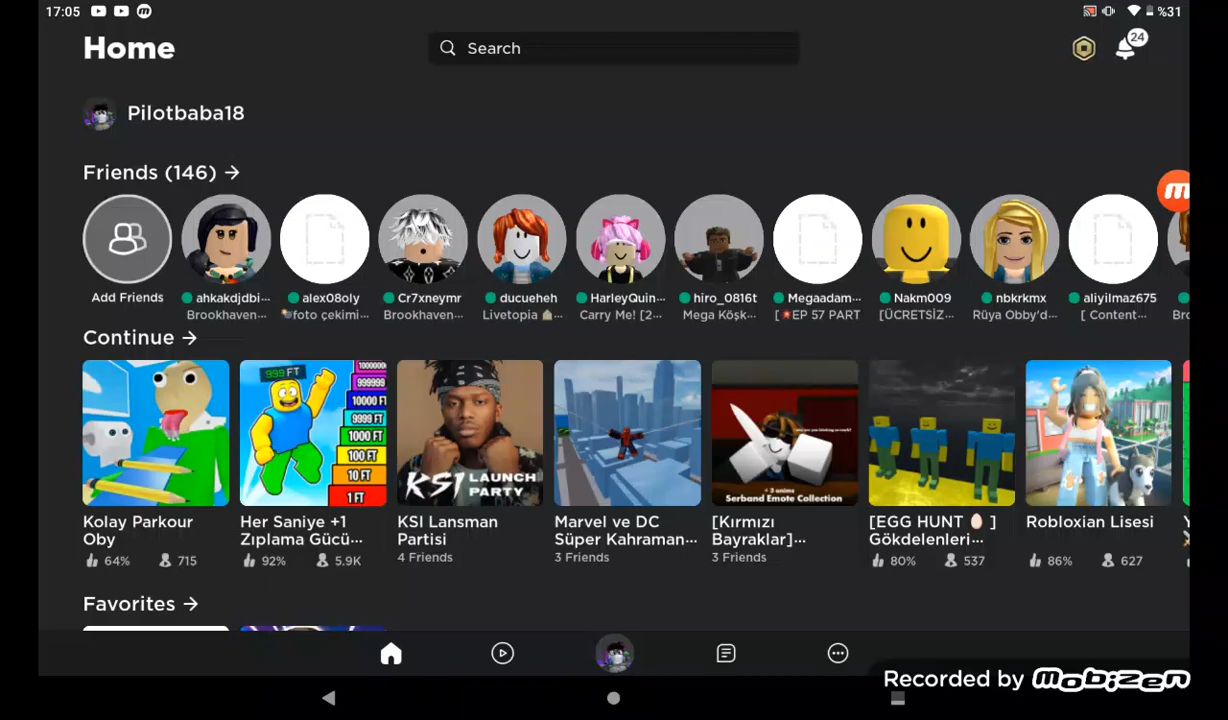 17:05
%31
Home
Search
24
Pilotbaba18
Friends (146) →
Add Friends
ahkakdjdbi...
Brookhaven...
alex08oly
foto çekimi...
Cr7xneymr
Brookhaven...
ducueheh
Livetopia
HarleyQuin...
Carry Me! [2...
hiro_0816t
Mega Köşk...
Megaadam...
[💥EP 57 PART
Nakm009
[ÜCRETSİZ...
nbkrkmx
Rüya Obby'd...
aliyilmaz675
[ Content...
Continue →
999 FT
999999
10000 FT
9999 FT
1000 FT
100 FT
10 FT
1 FT
KSI LAUNCH
PARTY
+ 3 anims
Serband Emote Collection
Kolay Parkour
Oby
64%
715
Her Saniye +1
Zıplama Gücü...
92%
5.9K
KSI Lansman
Partisi
4 Friends
Marvel ve DC
Süper Kahraman...
3 Friends
[Kırmızı
Bayraklar]...
3 Friends
[EGG HUNT 🥚 ]
Gökdelenleri...
80%
537
Robloxian Lisesi
86%
627
Favorites →
Recorded by mobizen